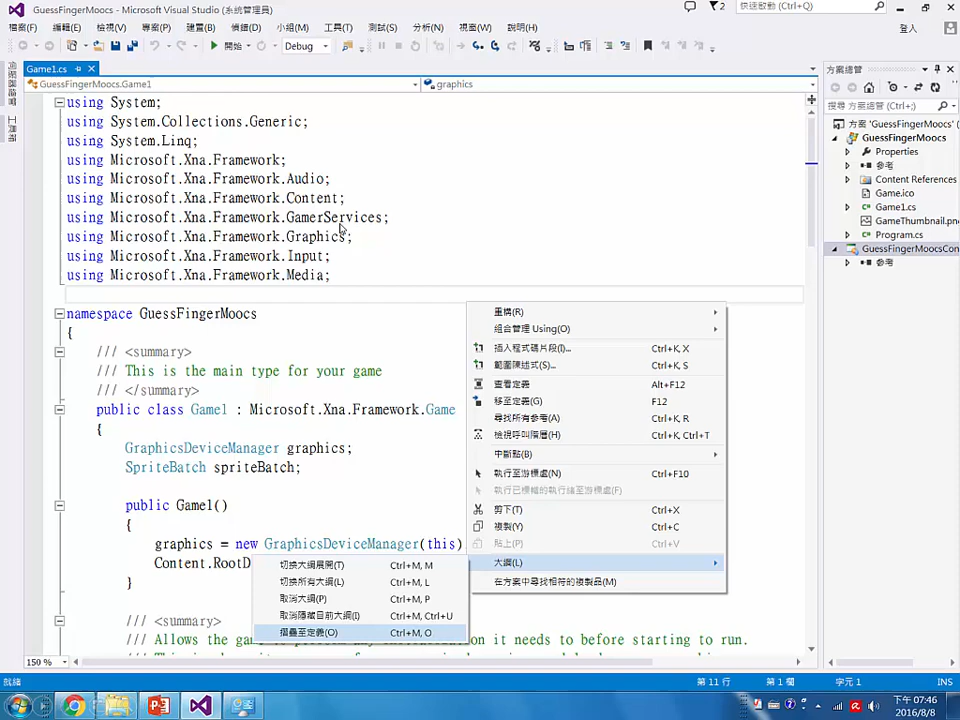 GuessFingerMoocs - Microsoft Visual Studio (系統管理員)
2
快速啟動 (Ctrl+Q)
檔案(F) 編輯(E) 檢視(V) 專案(P) 建置(B) 偵錯(D) 小組(M) 工具(T) 測試(S) 分析(N) 視窗(W) 說明(H)
登入
開始 Debug
Game1.cs
GuessFingerMoocs.Game1
graphics
伺服器總管
工具箱
using System;
using System.Collections.Generic;
using System.Linq;
using Microsoft.Xna.Framework;
using Microsoft.Xna.Framework.Audio;
using Microsoft.Xna.Framework.Content;
using Microsoft.Xna.Framework.GamerServices;
using Microsoft.Xna.Framework.Graphics;
using Microsoft.Xna.Framework.Input;
using Microsoft.Xna.Framework.Media;
namespace GuessFingerMoocs
{
/// <summary>
/// This is the main type for your game
/// </summary>
public class Game1 : Microsoft.Xna.Framework.Game
{
GraphicsDeviceManager graphics;
SpriteBatch spriteBatch;
public Game1()
{
graphics = new GraphicsDeviceManager(this)
Content.RootD
}
/// <summary>
/// Allows the ga
it needs to before starting to run.
重構(R)
組合管理 Using(O)
插入程式碼片段(I)... Ctrl+K, X
範圍陳述式(S)... Ctrl+K, S
查看定義 Alt+F12
移至定義(G) F12
尋找所有參考(A) Ctrl+K, R
檢視呼叫階層(H) Ctrl+K, Ctrl+T
中斷點(B)
執行至游標處(N) Ctrl+F10
執行已標幟的執行緒至游標處(F)
剪下(T) Ctrl+X
複製(Y) Ctrl+C
貼上(P) Ctrl+V
大綱(L)
在方案中尋找相符的複製品(M)
切換大綱展開(T) Ctrl+M, M
切換所有大綱(L) Ctrl+M, L
取消大綱(P) Ctrl+M, P
取消隱藏目前大綱(I) Ctrl+M, Ctrl+U
摺疊至定義(O) Ctrl+M, O
方案總管
搜尋 方案總管 (Ctrl+;)
方案 'GuessFingerMoocs'
GuessFingerMoocs
Properties
參考
Content References
Game.ico
Game1.cs
GameThumbnail.pn
Program.cs
GuessFingerMoocsCon
參考
150 %
就緒
第 11 行 第 1 欄 字元 1 INS
下午 07:46
2016/8/8